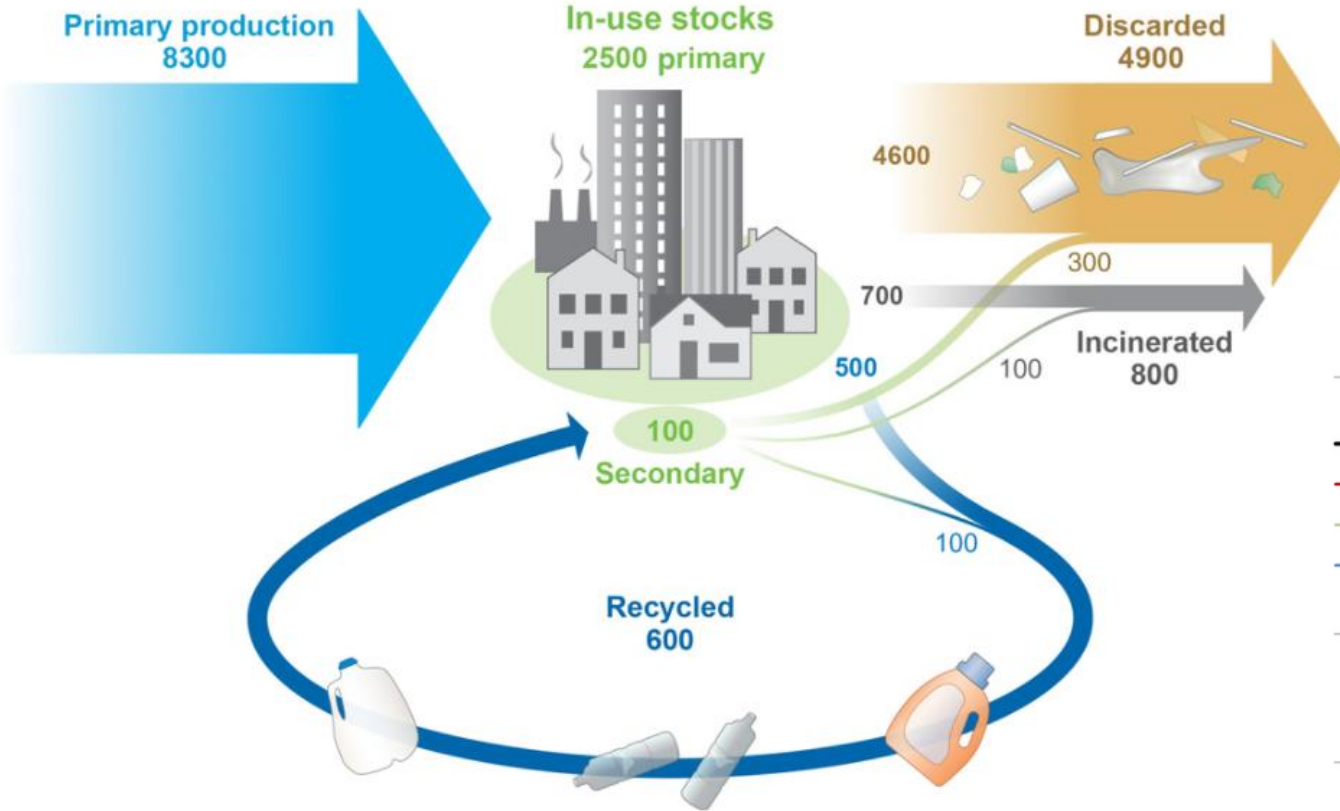 Primary production
8300
In-use stocks
2500 primary
Discarded
4900
4600
300
700
Incinerated
800
500
100
100
Secondary
100
Recycled
600